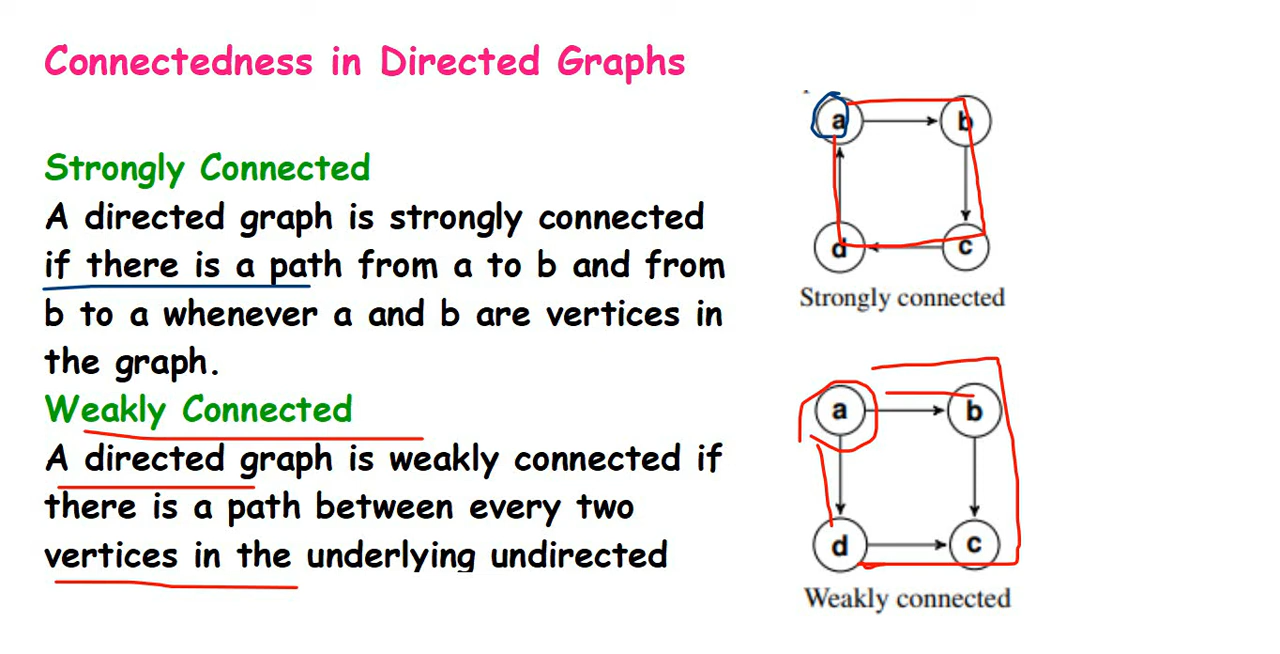 Connectedness in Directed Graphs
Strongly Connected
A directed graph is strongly connected
if there is a path from a to b and from
b to a whenever a and b are vertices in
the graph.
Weakly Connected
A directed graph is weakly connected if
there is a path between every two
vertices in the underlying undirected
a
b
d
c
Strongly connected
a
b
d
c
Weakly connected